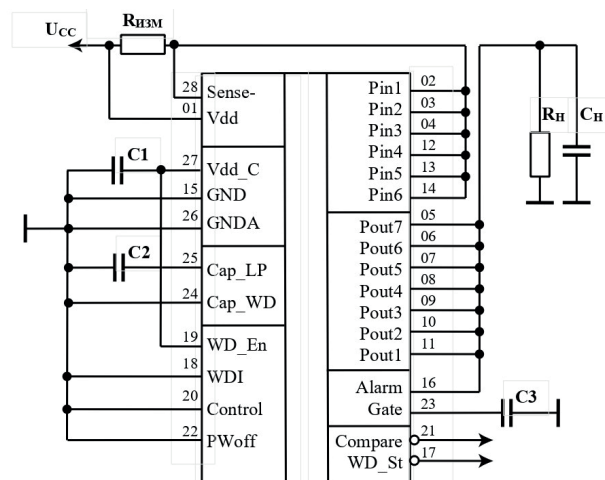 Rизм
Ucc
28 Sense-
01 Vdd
C1
27 Vdd_C
15 GND
26 GNDA
C2
25 Cap_LP
24 Cap_WD
19 WD_En
18 WDI
20 Control
22 PWoff
Pin1 02
Pin2 03
Pin3 04
Pin4 12
Pin5 13
Pin6 14
Pout7 05
Pout6 06
Pout5 07
Pout4 08
Pout3 09
Pout2 10
Pout1 11
Alarm 16
Gate 23
C3
Compare 21
WD_St 17
Rн Cн